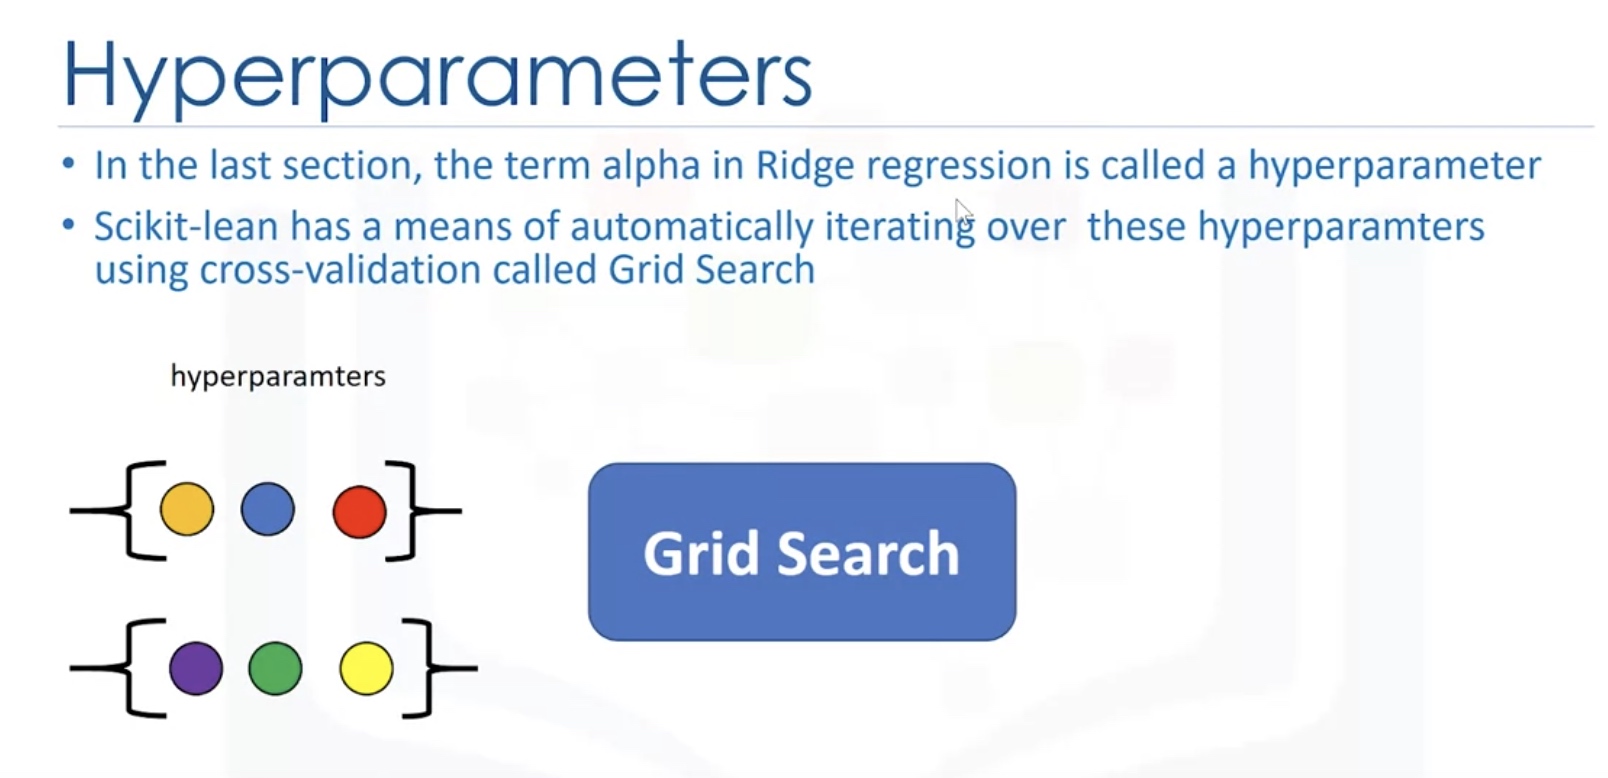 Hyperparameters
• In the last section, the term alpha in Ridge regression is called a hyperparameter
• Scikit-lean has a means of automatically iterating over  these hyperparamters
using cross-validation called Grid Search
hyperparamters
Grid Search